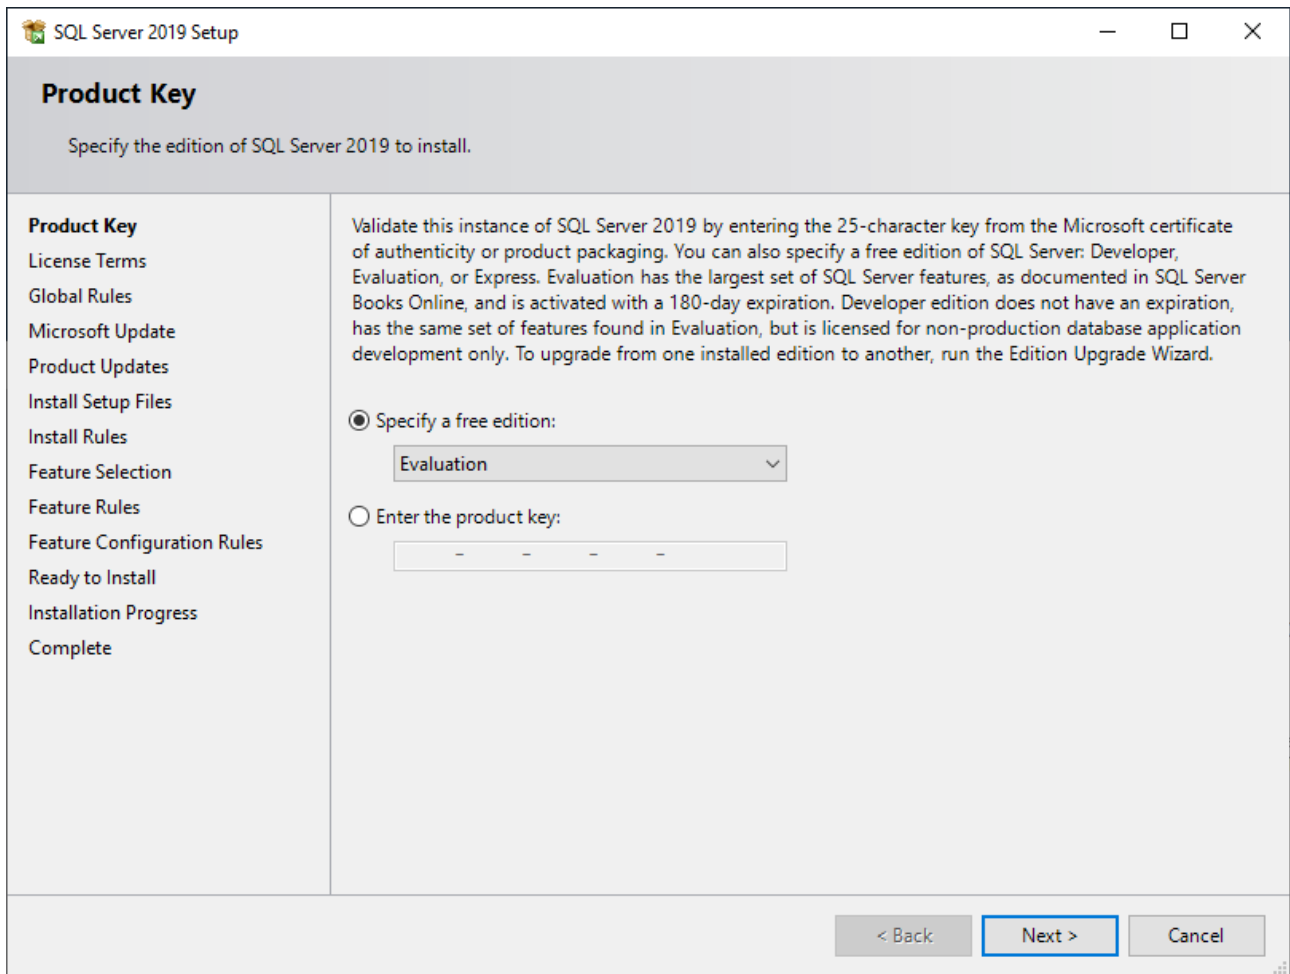 SQL Server 2019 Setup
Product Key
Specify the edition of SQL Server 2019 to install.
Product Key
License Terms
Global Rules
Microsoft Update
Product Updates
Install Setup Files
Install Rules
Feature Selection
Feature Rules
Feature Configuration Rules
Ready to Install
Installation Progress
Complete
Validate this instance of SQL Server 2019 by entering the 25-character key from the Microsoft certificate
of authenticity or product packaging. You can also specify a free edition of SQL Server: Developer,
Evaluation, or Express. Evaluation has the largest set of SQL Server features, as documented in SQL Server
Books Online, and is activated with a 180-day expiration. Developer edition does not have an expiration,
has the same set of features found in Evaluation, but is licensed for non-production database application
development only. To upgrade from one installed edition to another, run the Edition Upgrade Wizard.
Specify a free edition:
Evaluation
Enter the product key:
- - - -
< Back
Next >
Cancel